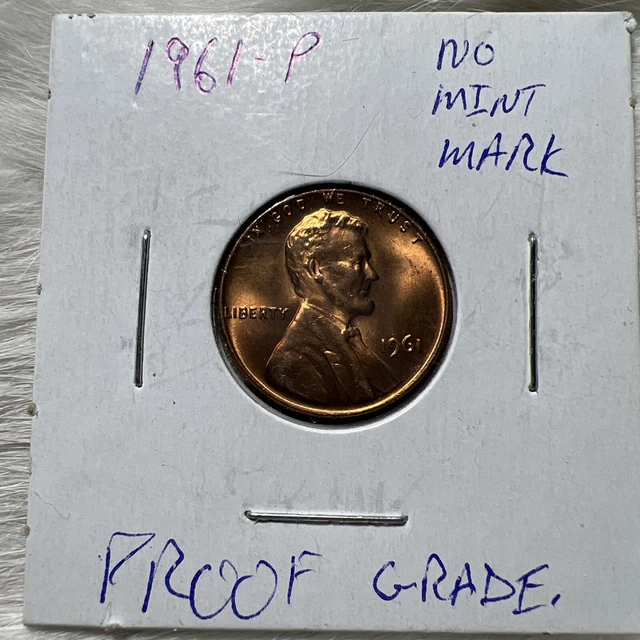 1961-P
NO
MINT
MARK
IN GOD WE TRUST
LIBERTY
1961
PROOF GRADE.